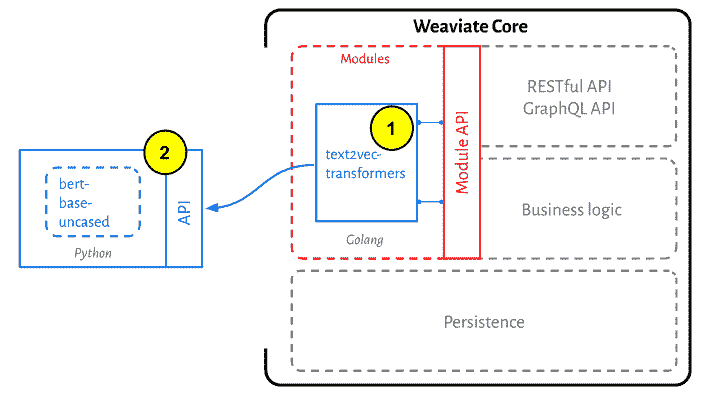 Weaviate Core
Modules
RESTful API
GraphQL API
1
Module API
2
text2vec-
transformers
bert-
base-
uncased
API
Business logic
Golang
Python
Persistence